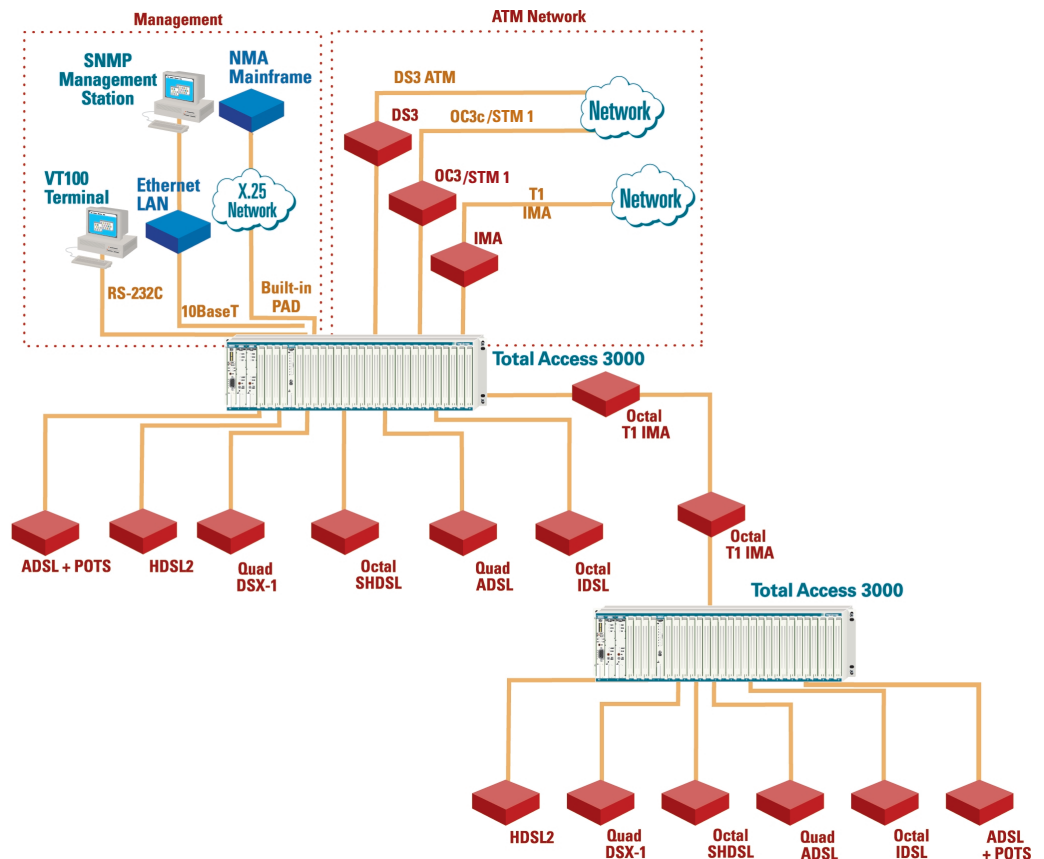 Management
ATM Network
SNMP
Management
Station
NMA
Mainframe
DS3 ATM
Network
DS3
OC3c/STM 1
VT100
Terminal
Ethernet
LAN
X.25
Network
OC3/STM 1
T1
IMA
Network
IMA
RS-232C
10BaseT
Built-in
PAD
Total Access 3000
Octal
T1 IMA
ADSL + POTS
HDSL2
Quad
DSX-1
Octal
SHDSL
Quad
ADSL
Octal
IDSL
Octal
T1 IMA
Total Access 3000
HDSL2
Quad
DSX-1
Octal
SHDSL
Quad
ADSL
Octal
IDSL
ADSL
+ POTS